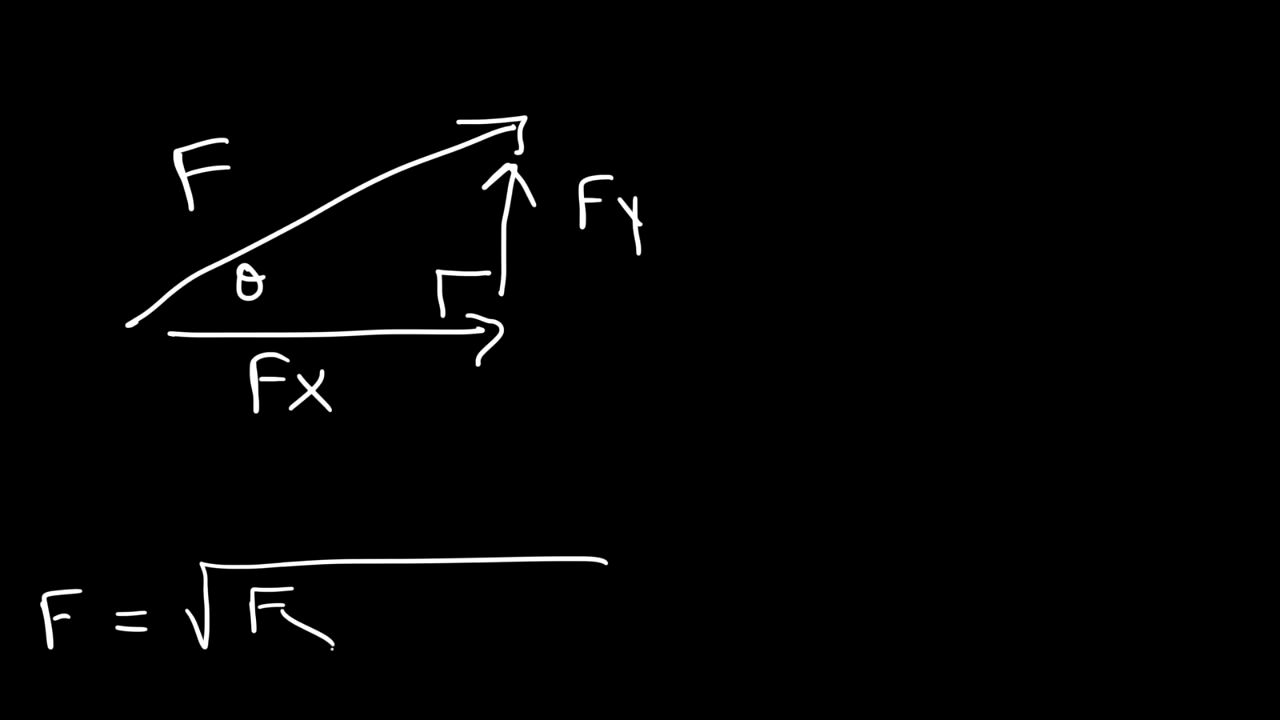 F
Fy
θ
Fx
F = √F